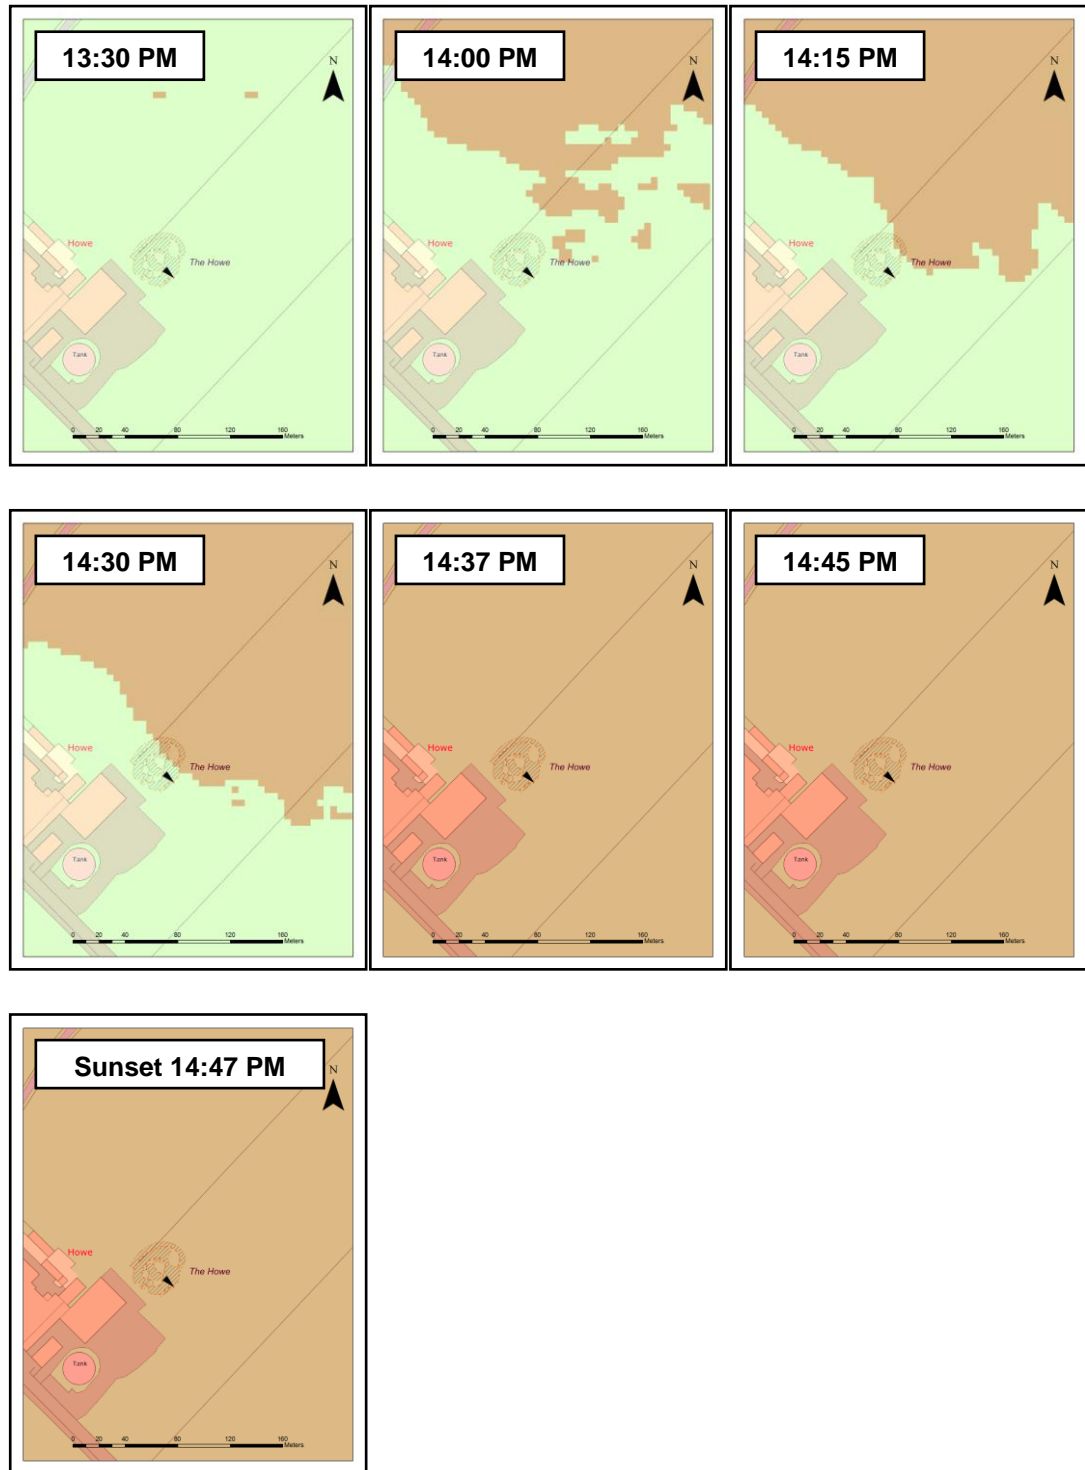 13:30 PM
N
Howe
The Howe
Tank
0 20 40 80 120 160
Meters
14:00 PM
N
Howe
The Howe
Tank
0 20 40 80 120 160
Meters
14:15 PM
N
Howe
The Howe
Tank
0 20 40 80 120 160
Meters
14:30 PM
N
Howe
The Howe
Tank
0 20 40 80 120 160
Meters
14:37 PM
N
Howe
The Howe
Tank
0 20 40 80 120 160
Meters
14:45 PM
N
Howe
The Howe
Tank
0 20 40 80 120 160
Meters
Sunset 14:47 PM
N
Howe
The Howe
Tank
0 20 40 80 120 160
Meters